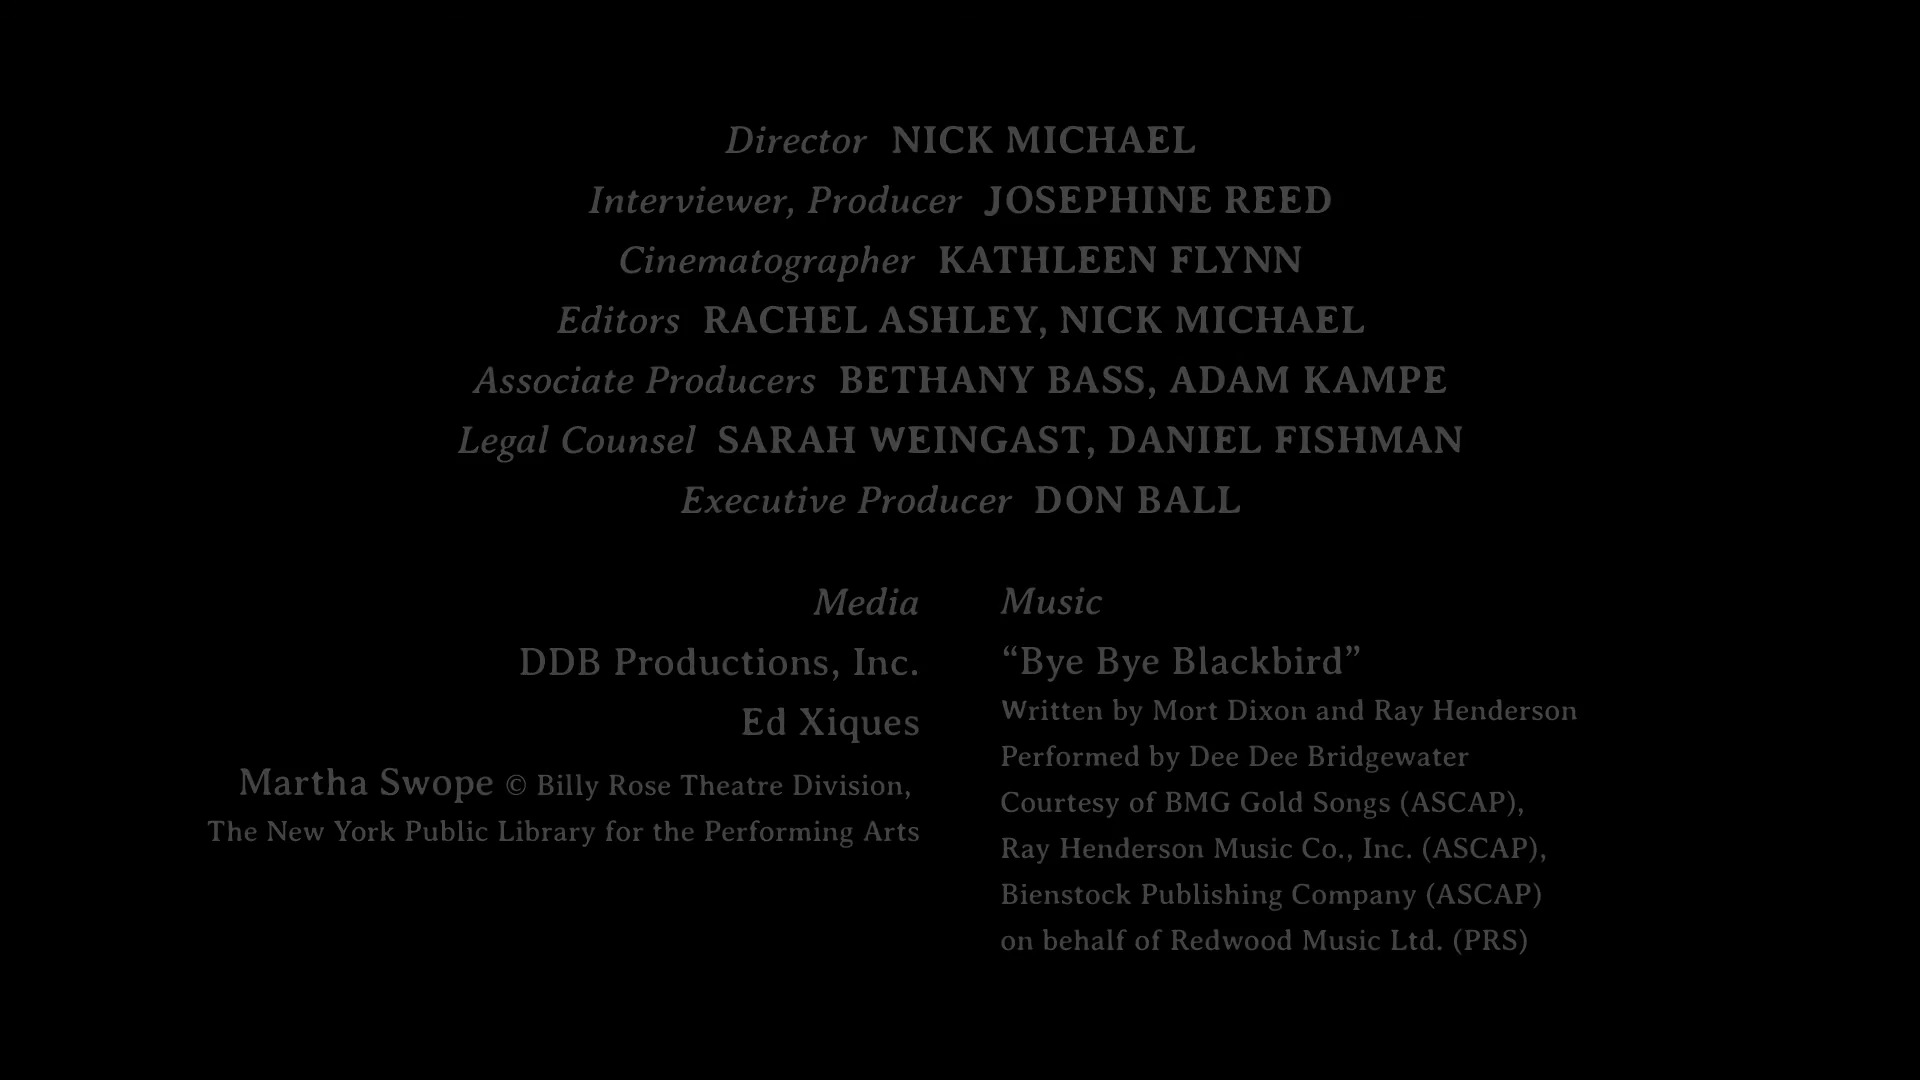 Director NICK MICHAEL
Interviewer, Producer JOSEPHINE REED
Cinematographer KATHLEEN FLYNN
Editors RACHEL ASHLEY, NICK MICHAEL
Associate Producers BETHANY BASS, ADAM KAMPE
Legal Counsel SARAH WEINGAST, DANIEL FISHMAN
Executive Producer DON BALL
Media
DDB Productions, Inc.
Ed Xiques
Martha Swope © Billy Rose Theatre Division,
The New York Public Library for the Performing Arts
Music
“Bye Bye Blackbird”
Written by Mort Dixon and Ray Henderson
Performed by Dee Dee Bridgewater
Courtesy of BMG Gold Songs (ASCAP),
Ray Henderson Music Co., Inc. (ASCAP),
Bienstock Publishing Company (ASCAP)
on behalf of Redwood Music Ltd. (PRS)